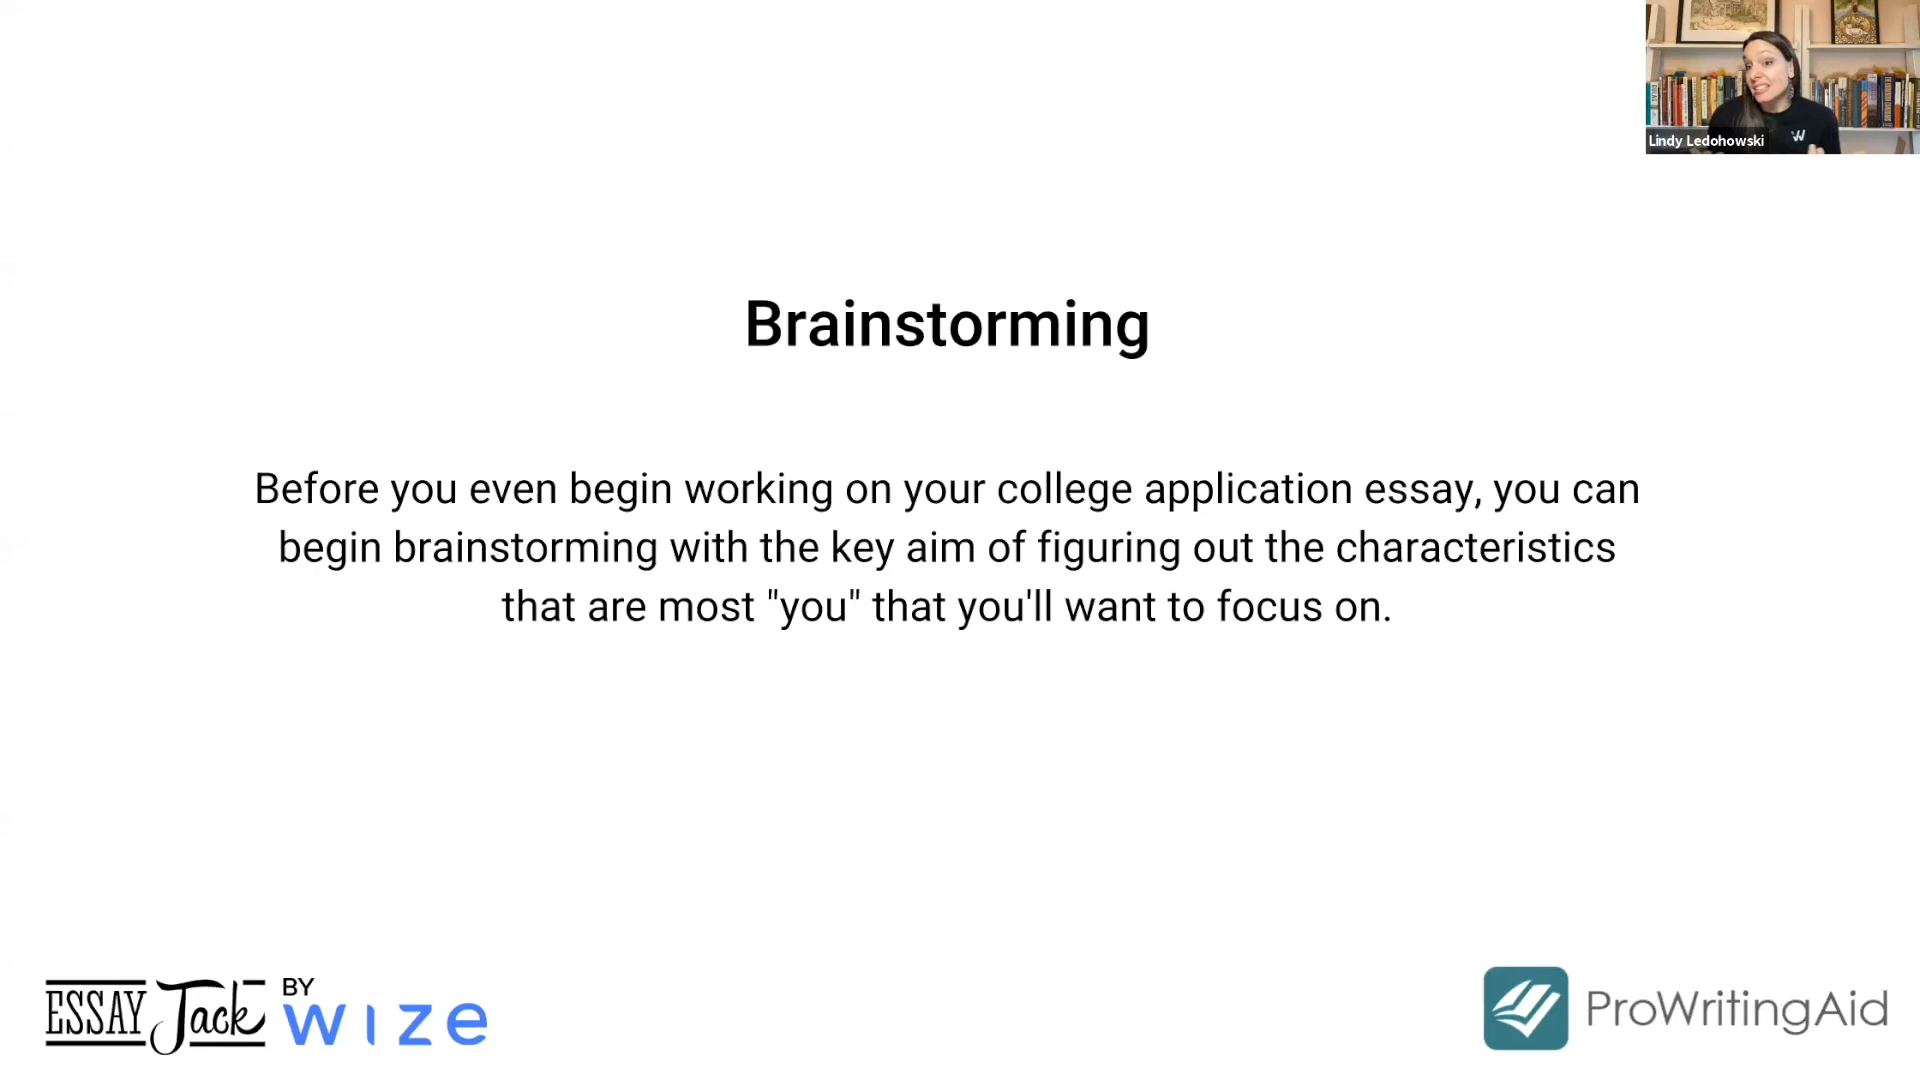 Lindy Ledohowski
Brainstorming
Before you even begin working on your college application essay, you can
begin brainstorming with the key aim of figuring out the characteristics
that are most "you" that you'll want to focus on.
ESSAY Jack BY
wize
ProWritingAid